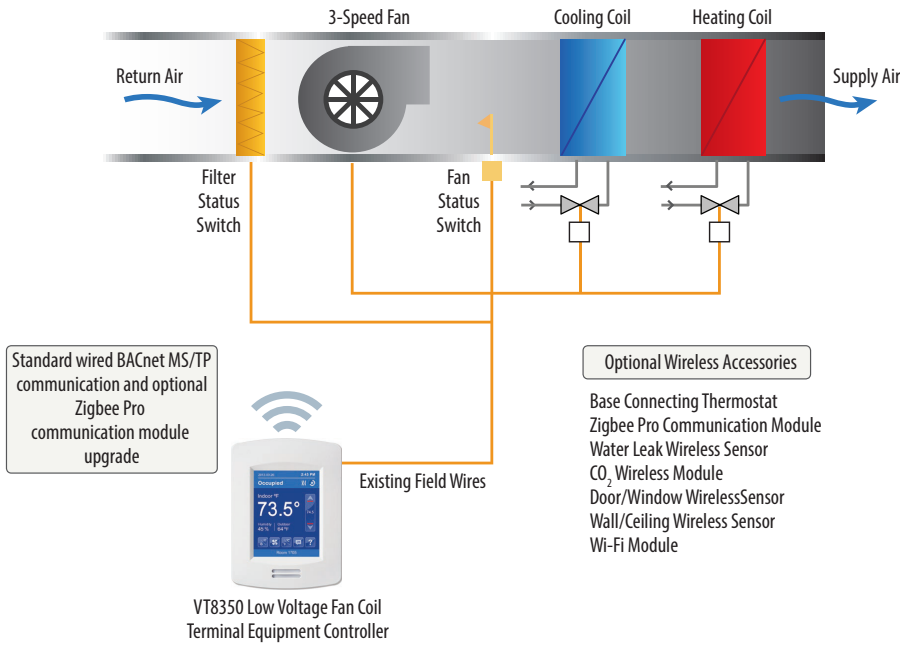 3-Speed Fan
Cooling Coil
Heating Coil
Return Air
Supply Air
Filter
Status
Switch
Fan
Status
Switch
Standard wired BACnet MS/TP
communication and optional
Zigbee Pro
communication module
upgrade
Optional Wireless Accessories
Base Connecting Thermostat
Zigbee Pro Communication Module
Water Leak Wireless Sensor
CO2 Wireless Module
Door/Window WirelessSensor
Wall/Ceiling Wireless Sensor
Wi-Fi Module
Occupied
Indoor °F
73.5°
?
Existing Field Wires
VT8350 Low Voltage Fan Coil
Terminal Equipment Controller